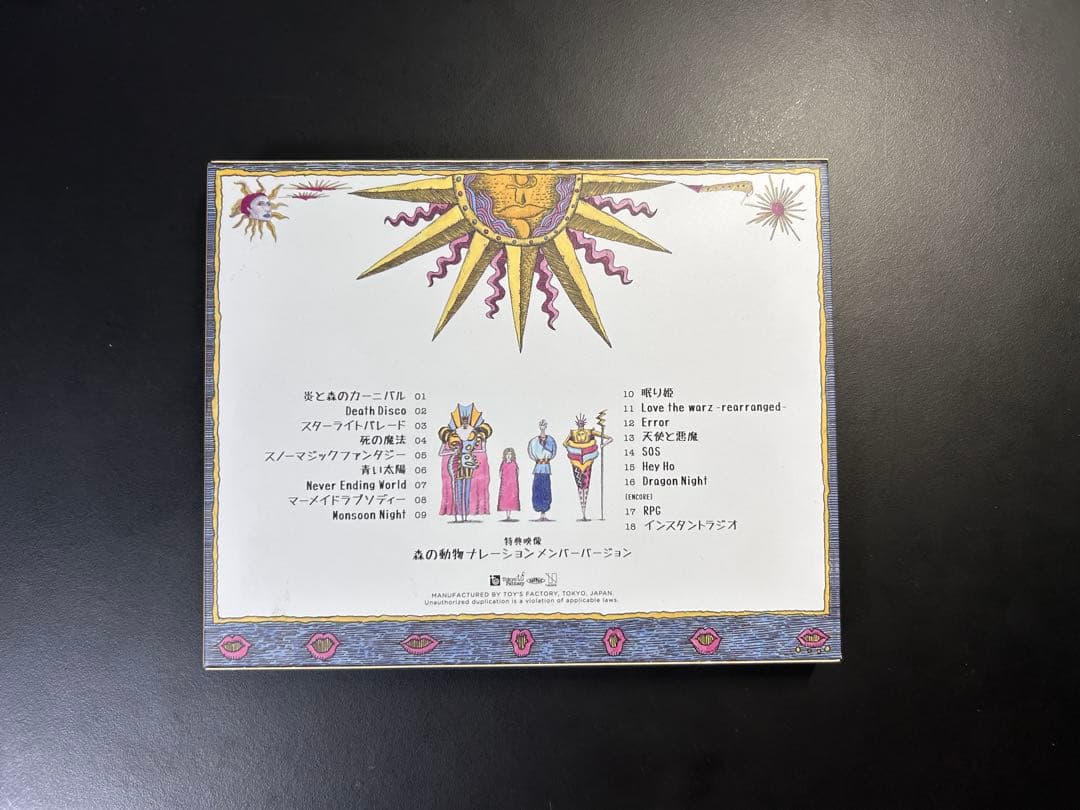 炎と森のカーニバル 01
Death Disco 02
スターライトパレード 03
死の魔法 04
スノーマジックファンタジー 05
青い太陽 06
Never Ending World 07
マーメイドラプソディー 08
Monsoon Night 09
10 眠り姫
11 Love the warz -rearranged-
12 Error
13 天使と悪魔
14 SOS
15 Hey Ho
16 Dragon Night
(ENCORE)
17 RPG
18 インスタントラジオ
特典映像
森の動物ナレーションメンバーバージョン
MANUFACTURED BY TOY'S FACTORY, TOKYO, JAPAN.
Unauthorized duplication is a violation of applicable laws.